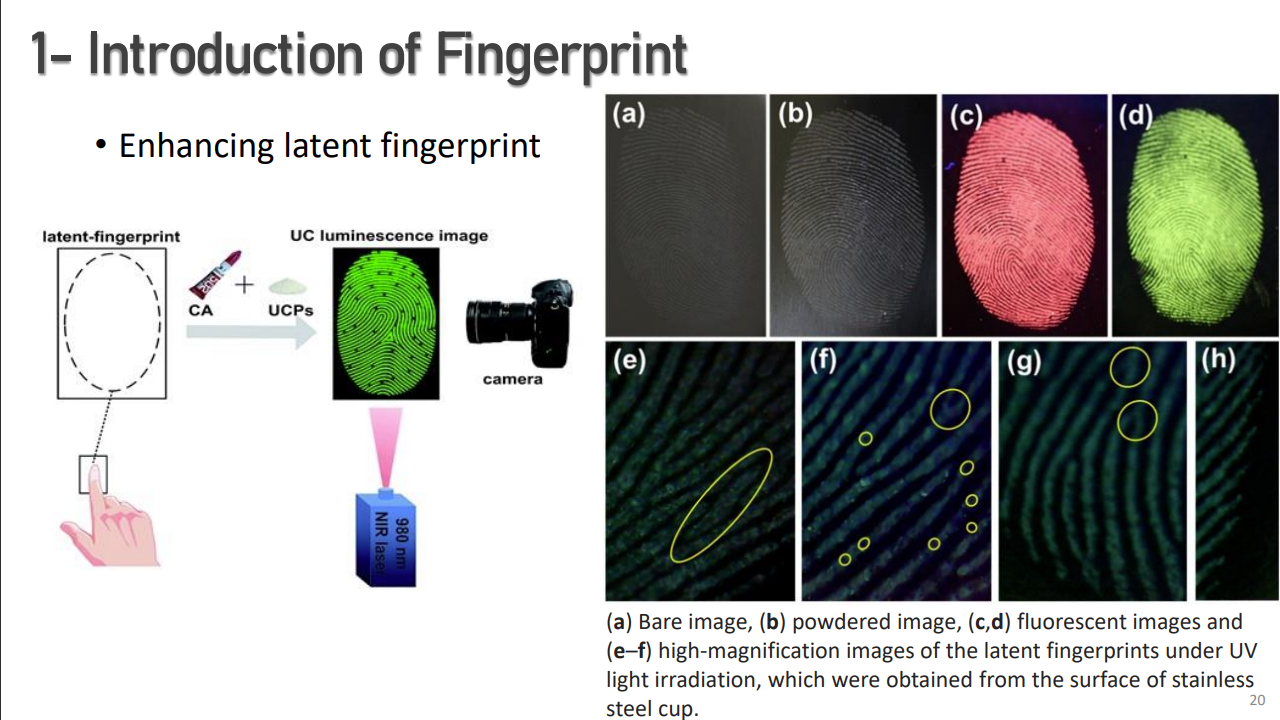 1- Introduction of Fingerprint
• Enhancing latent fingerprint
latent-fingerprint
CA
+
UCPs
UC luminescence image
camera
980 nm
NIR laser
(a)
(b)
(c)
(d)
(e)
(f)
(g)
(h)
(a) Bare image, (b) powdered image, (c,d) fluorescent images and
(e–f) high-magnification images of the latent fingerprints under UV
light irradiation, which were obtained from the surface of stainless
steel cup.
20